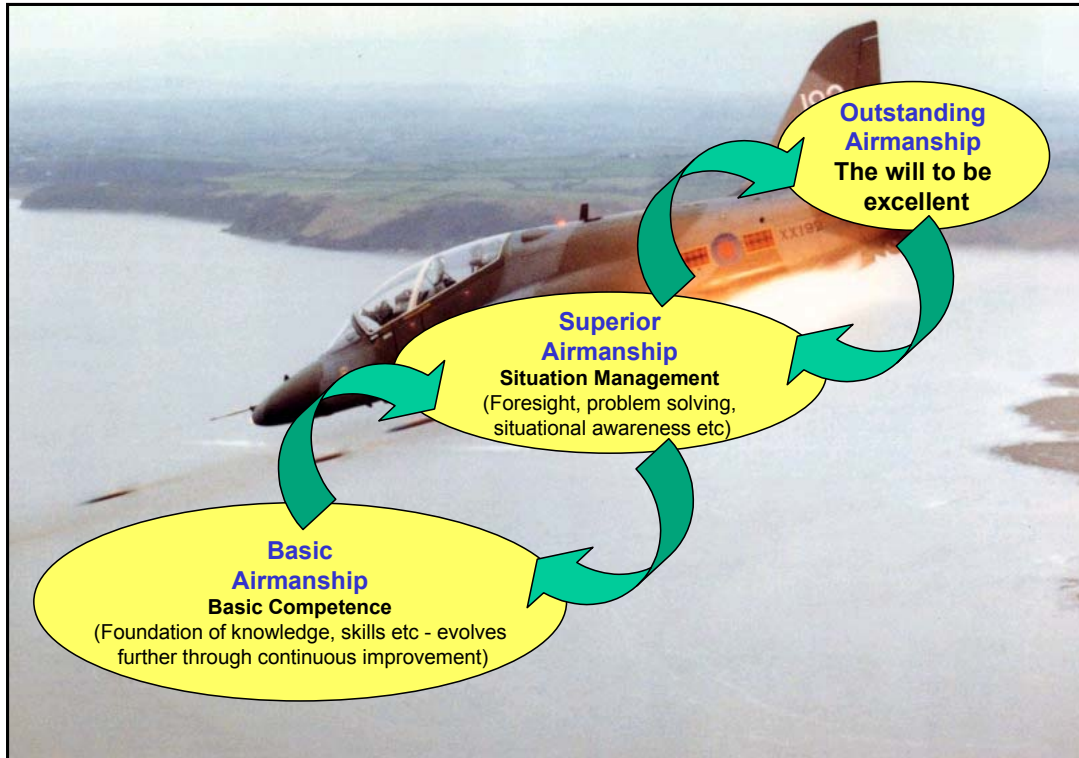 Outstanding
Airmanship
The will to be
excellent
XX192
Superior
Airmanship
Situation Management
(Foresight, problem solving,
situational awareness etc)
Basic
Airmanship
Basic Competence
(Foundation of knowledge, skills etc - evolves
further through continuous improvement)